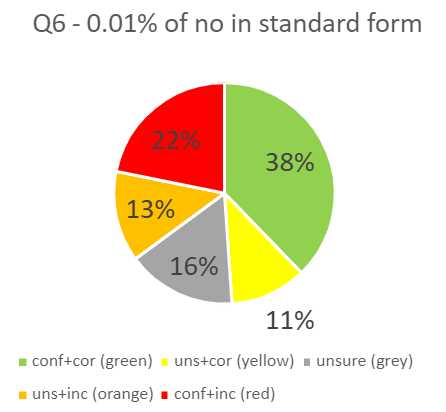 Q6 - 0.01% of no in standard form
22%
38%
13%
16%
11%
conf+cor (green) uns+cor (yellow) unsure (grey)
uns+inc (orange) conf+inc (red)